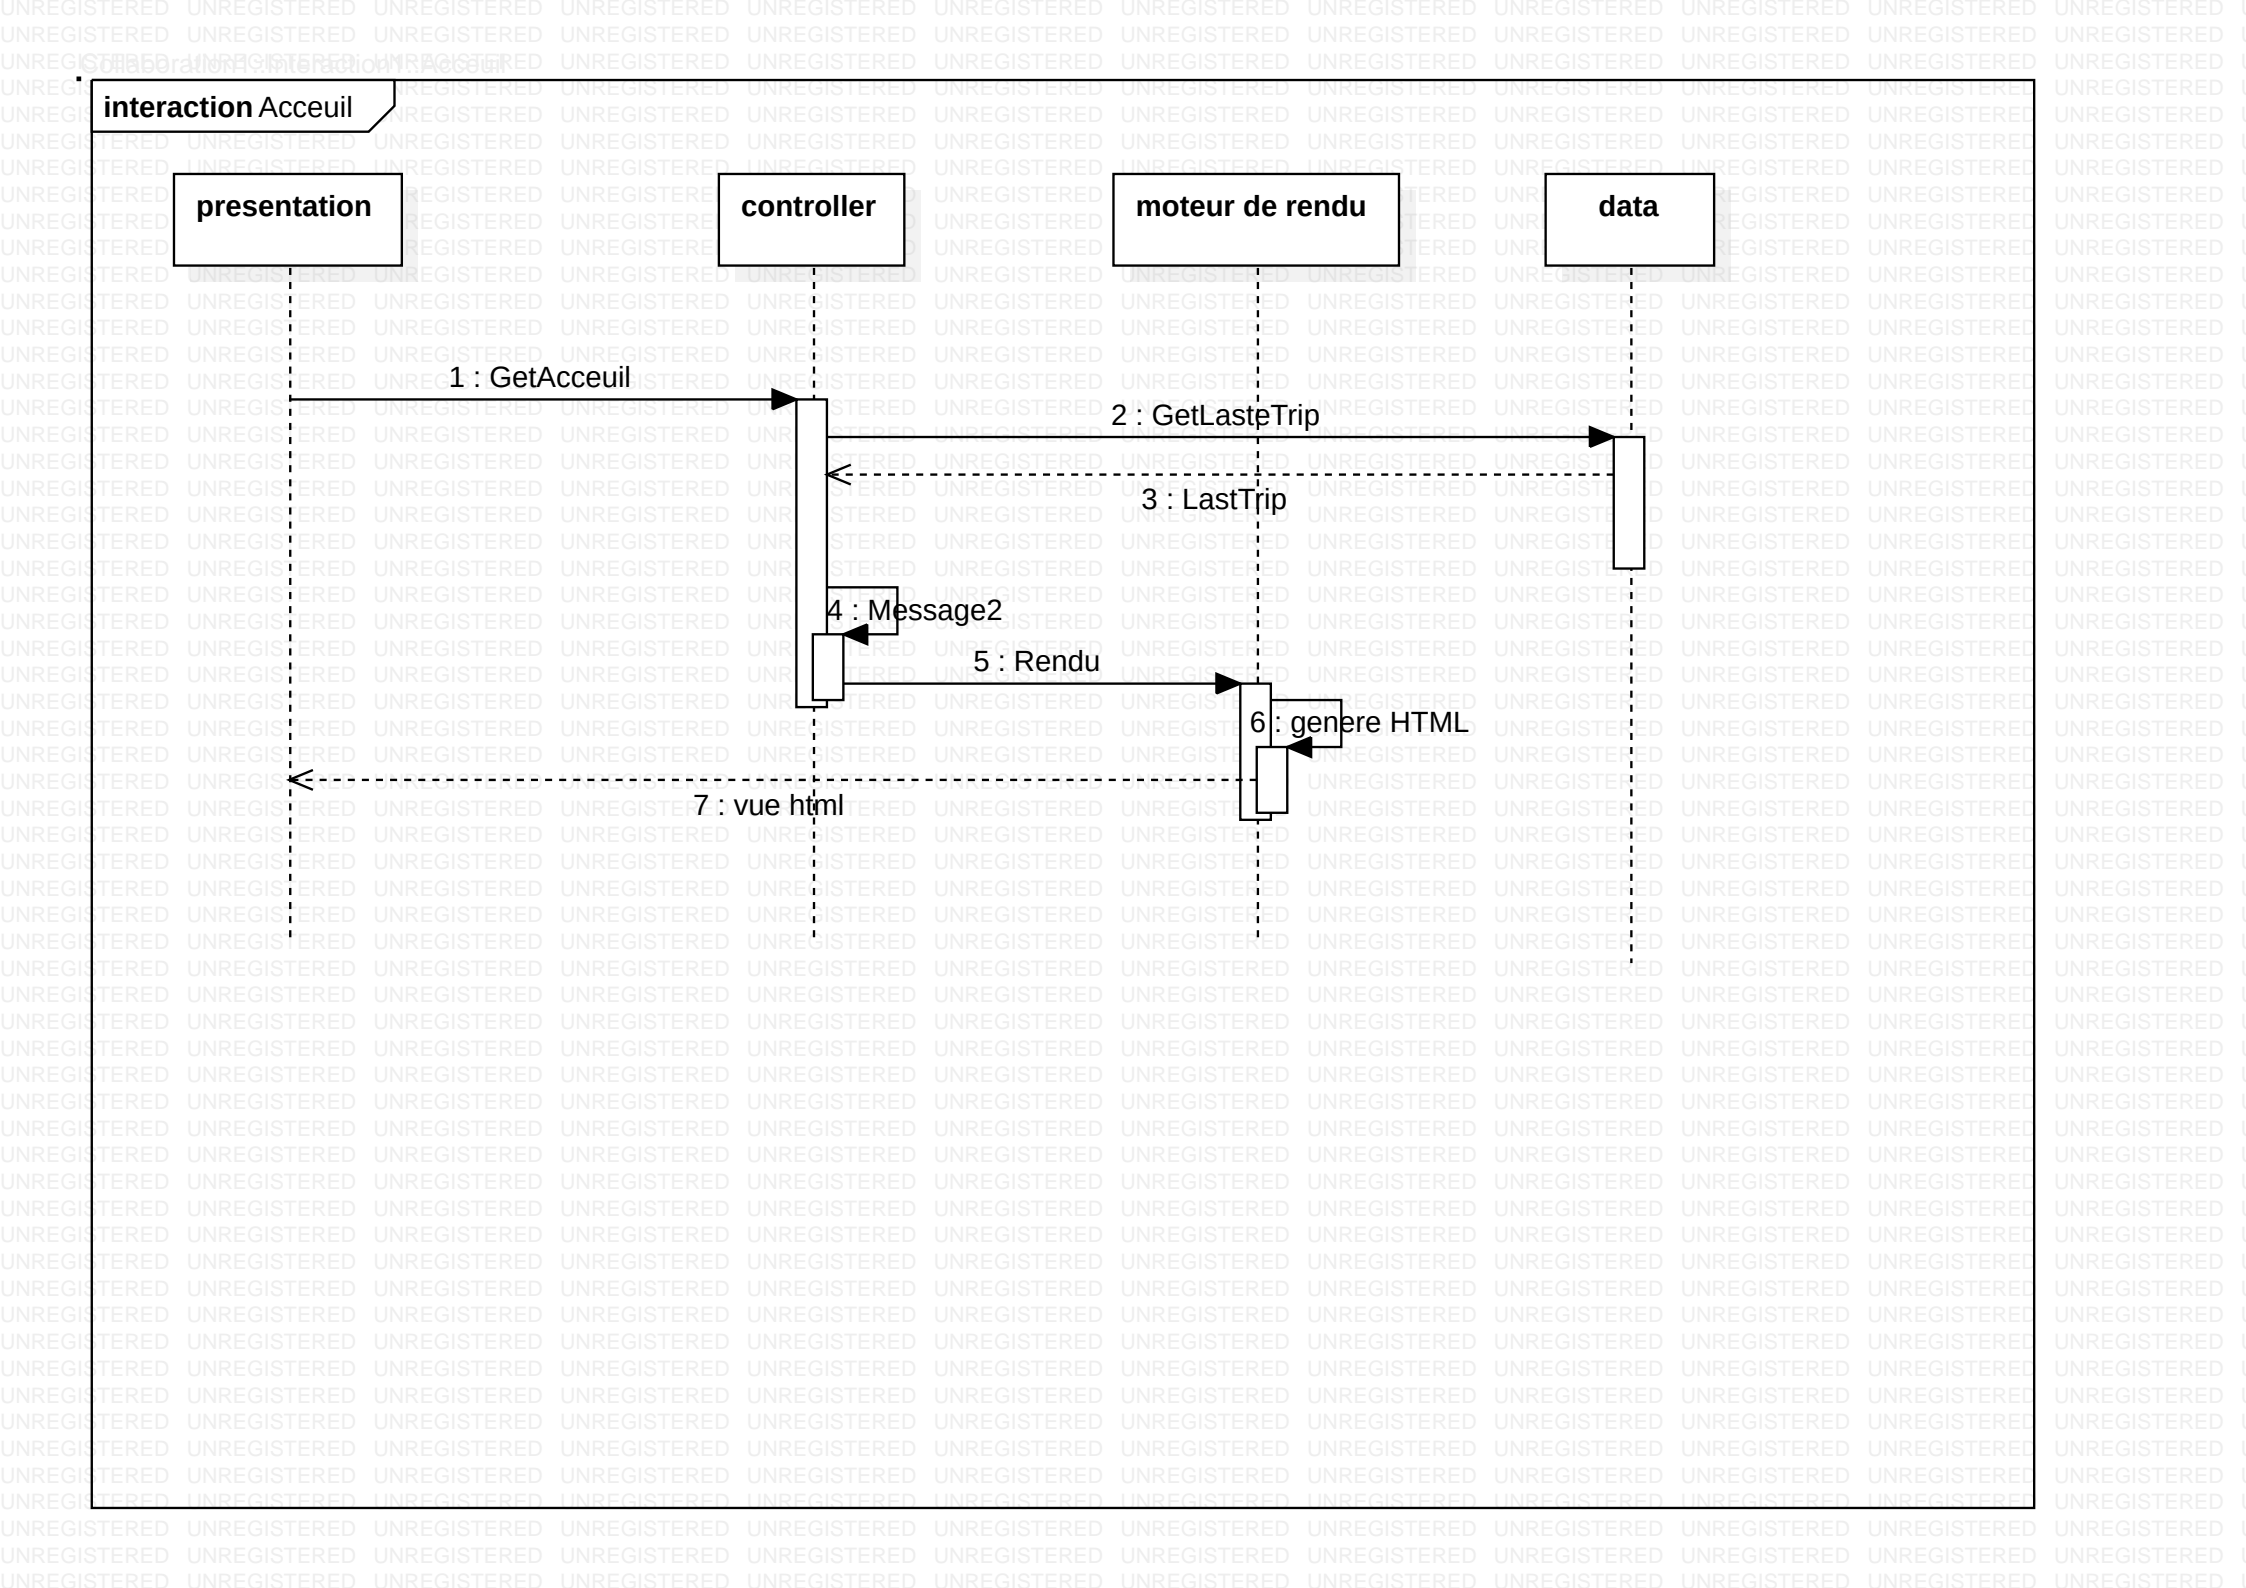 interaction Acceuil
presentation
controller
moteur de rendu
data
1 : GetAcceuil
2 : GetLasteTrip
3 : LastTrip
4 : Message2
5 : Rendu
6 : genere HTML
7 : vue html
UNREGISTERED